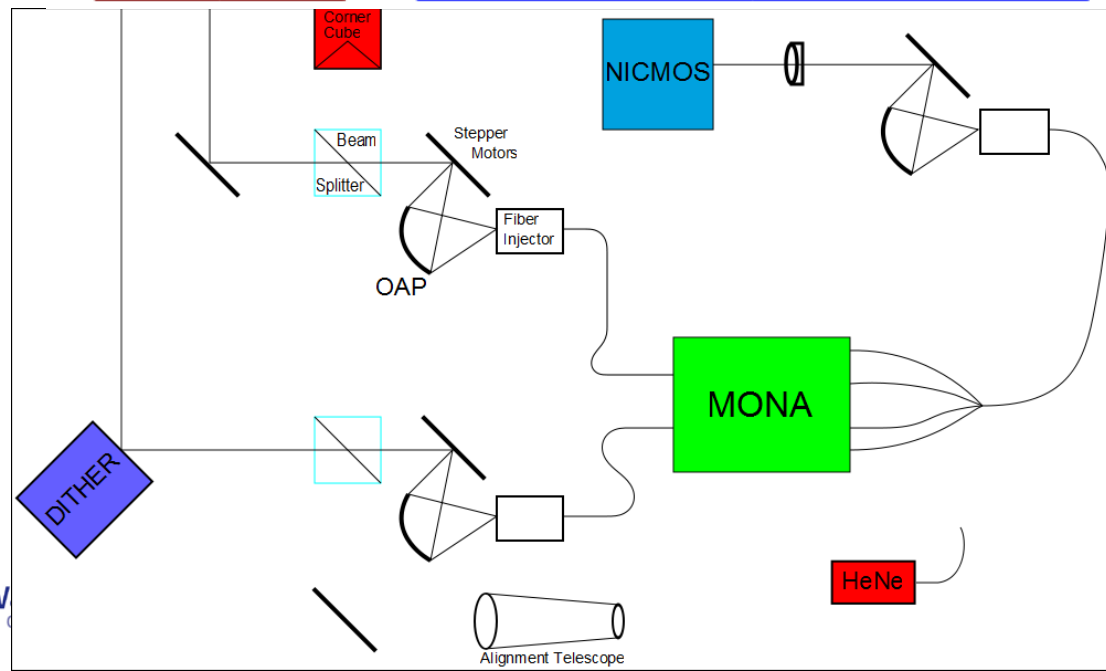 Corner
Cube
NICMOS
Stepper
Motors
Beam
Splitter
Fiber
Injector
OAP
MONA
DITHER
HeNe
Alignment Telescope